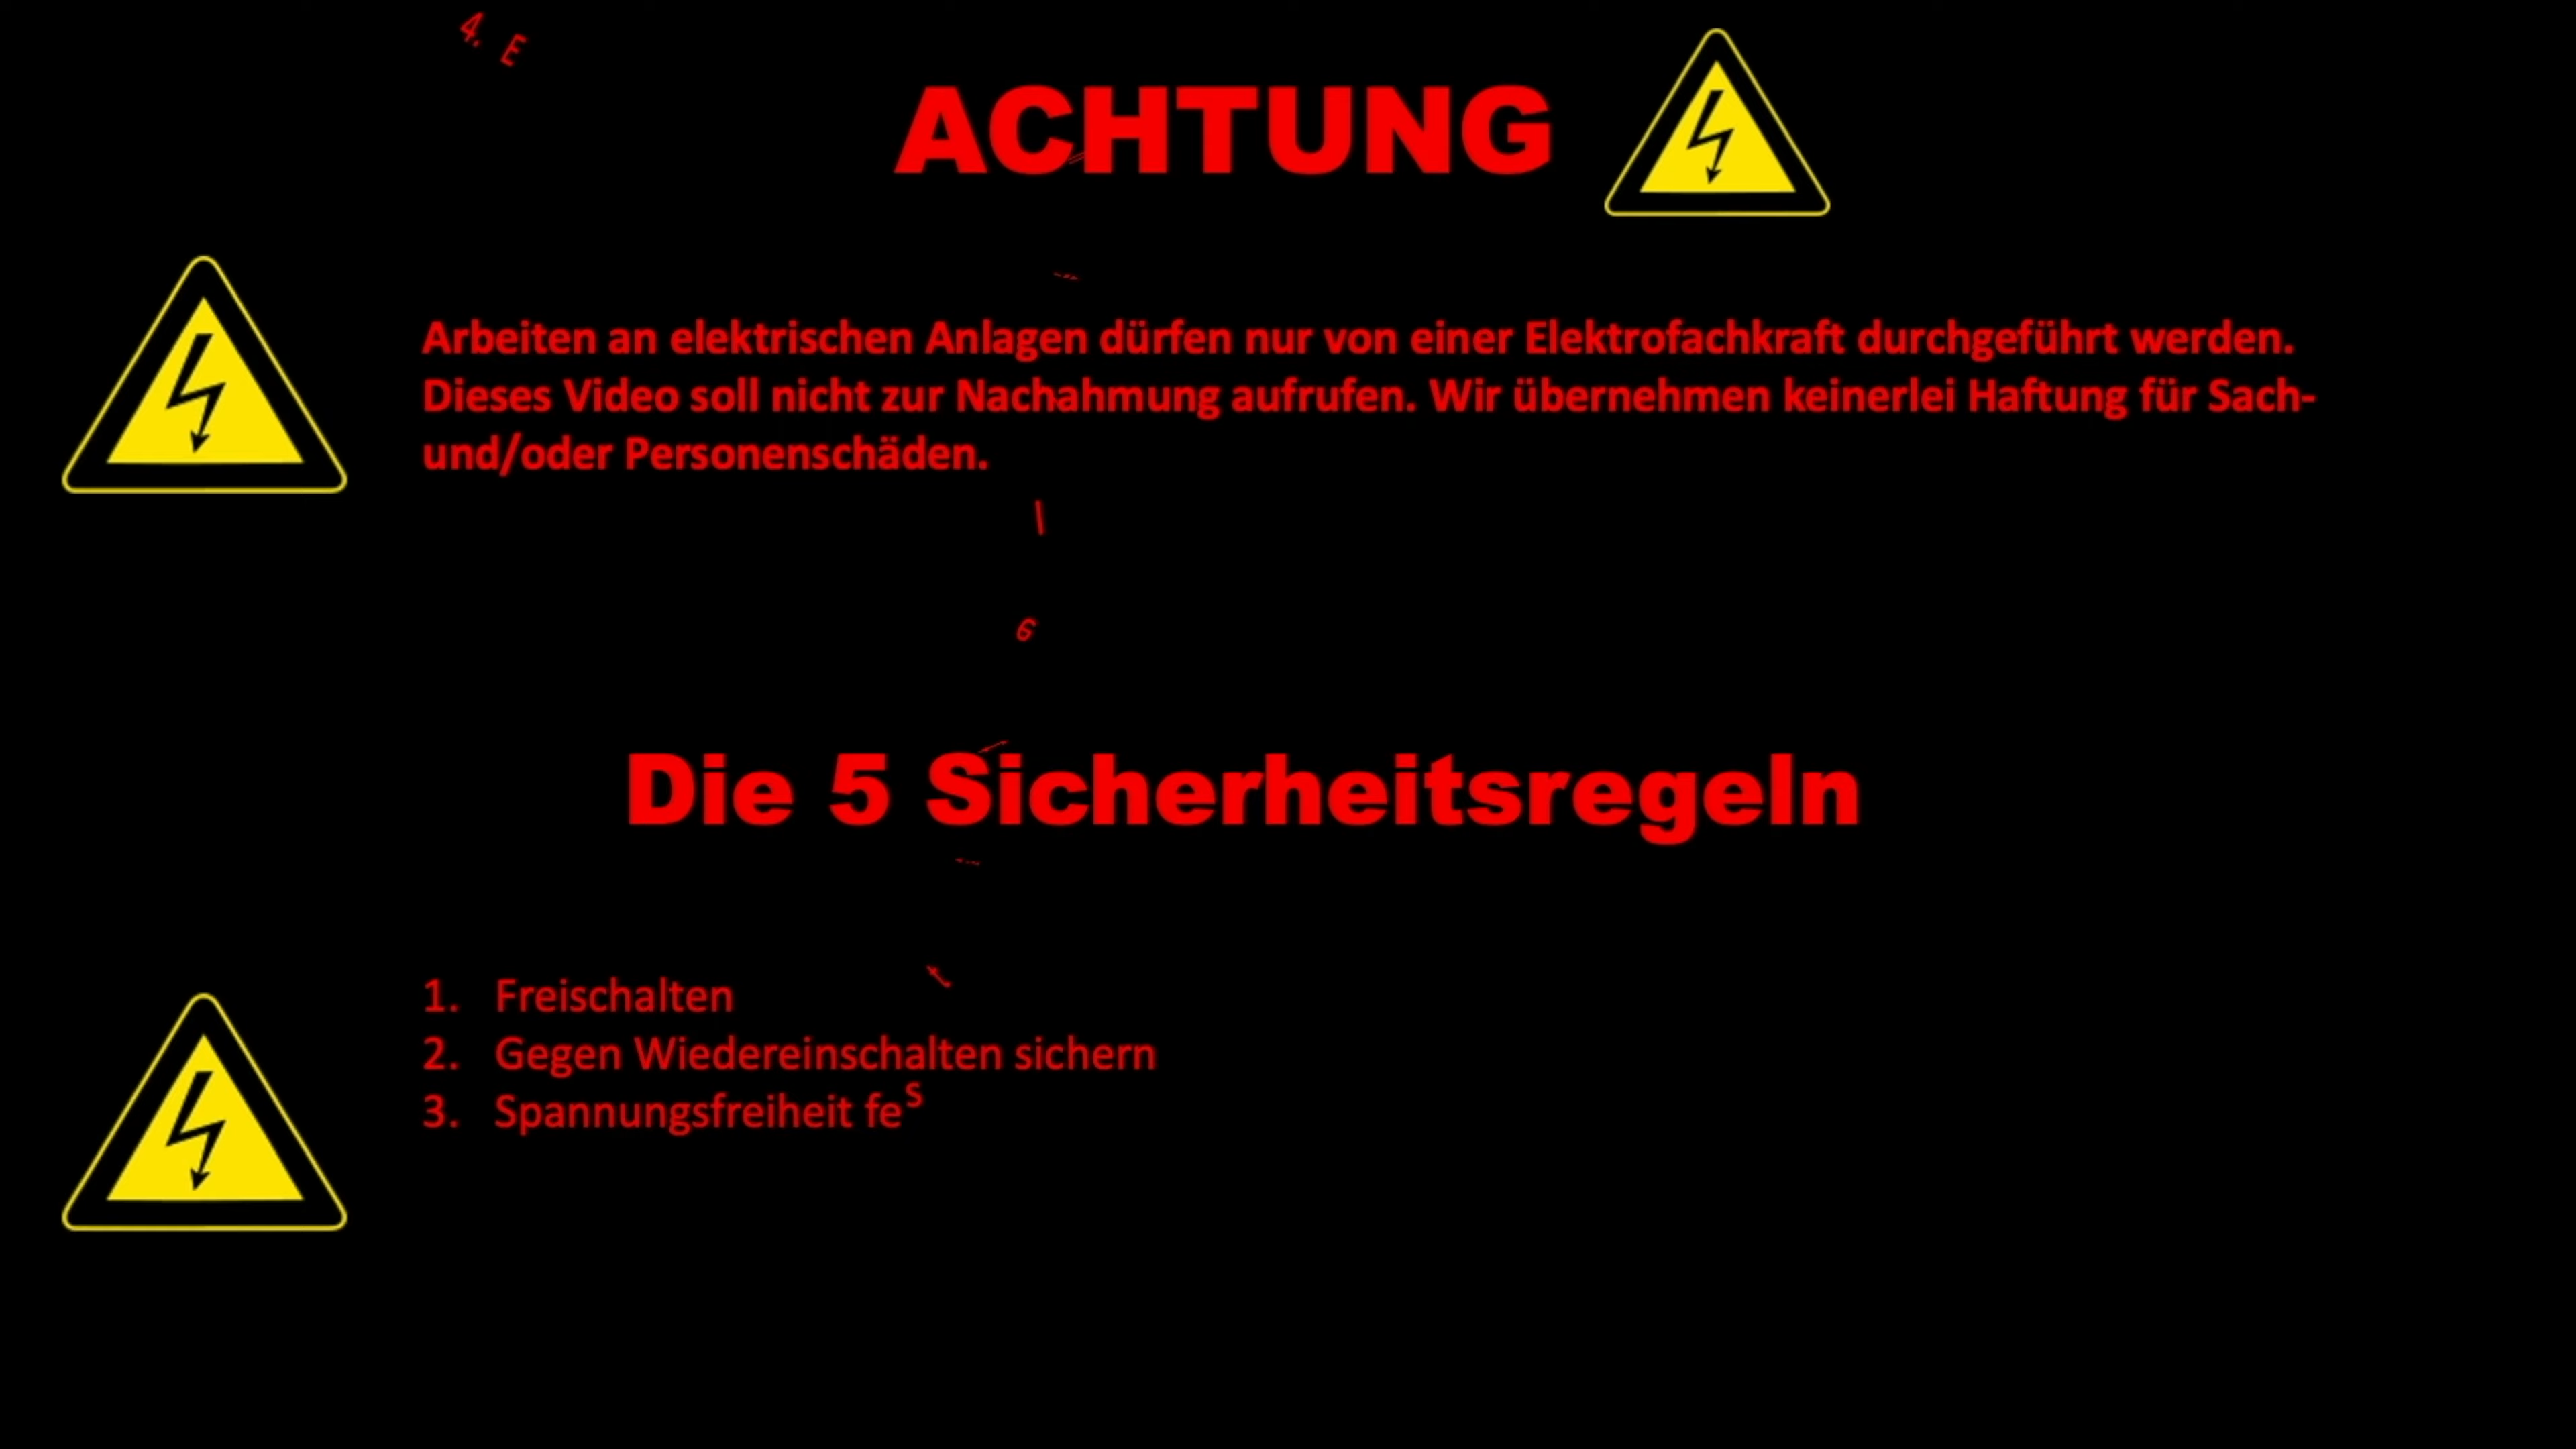 4. E
ACHTUNG
Arbeiten an elektrischen Anlagen dürfen nur von einer Elektrofachkraft durchgeführt werden.
Dieses Video soll nicht zur Nachahmung aufrufen. Wir übernehmen keinerlei Haftung für Sach-
und/oder Personenschäden.
Die 5 Sicherheitsregeln
1. Freischalten
2. Gegen Wiedereinschalten sichern
3. Spannungsfreiheit fes